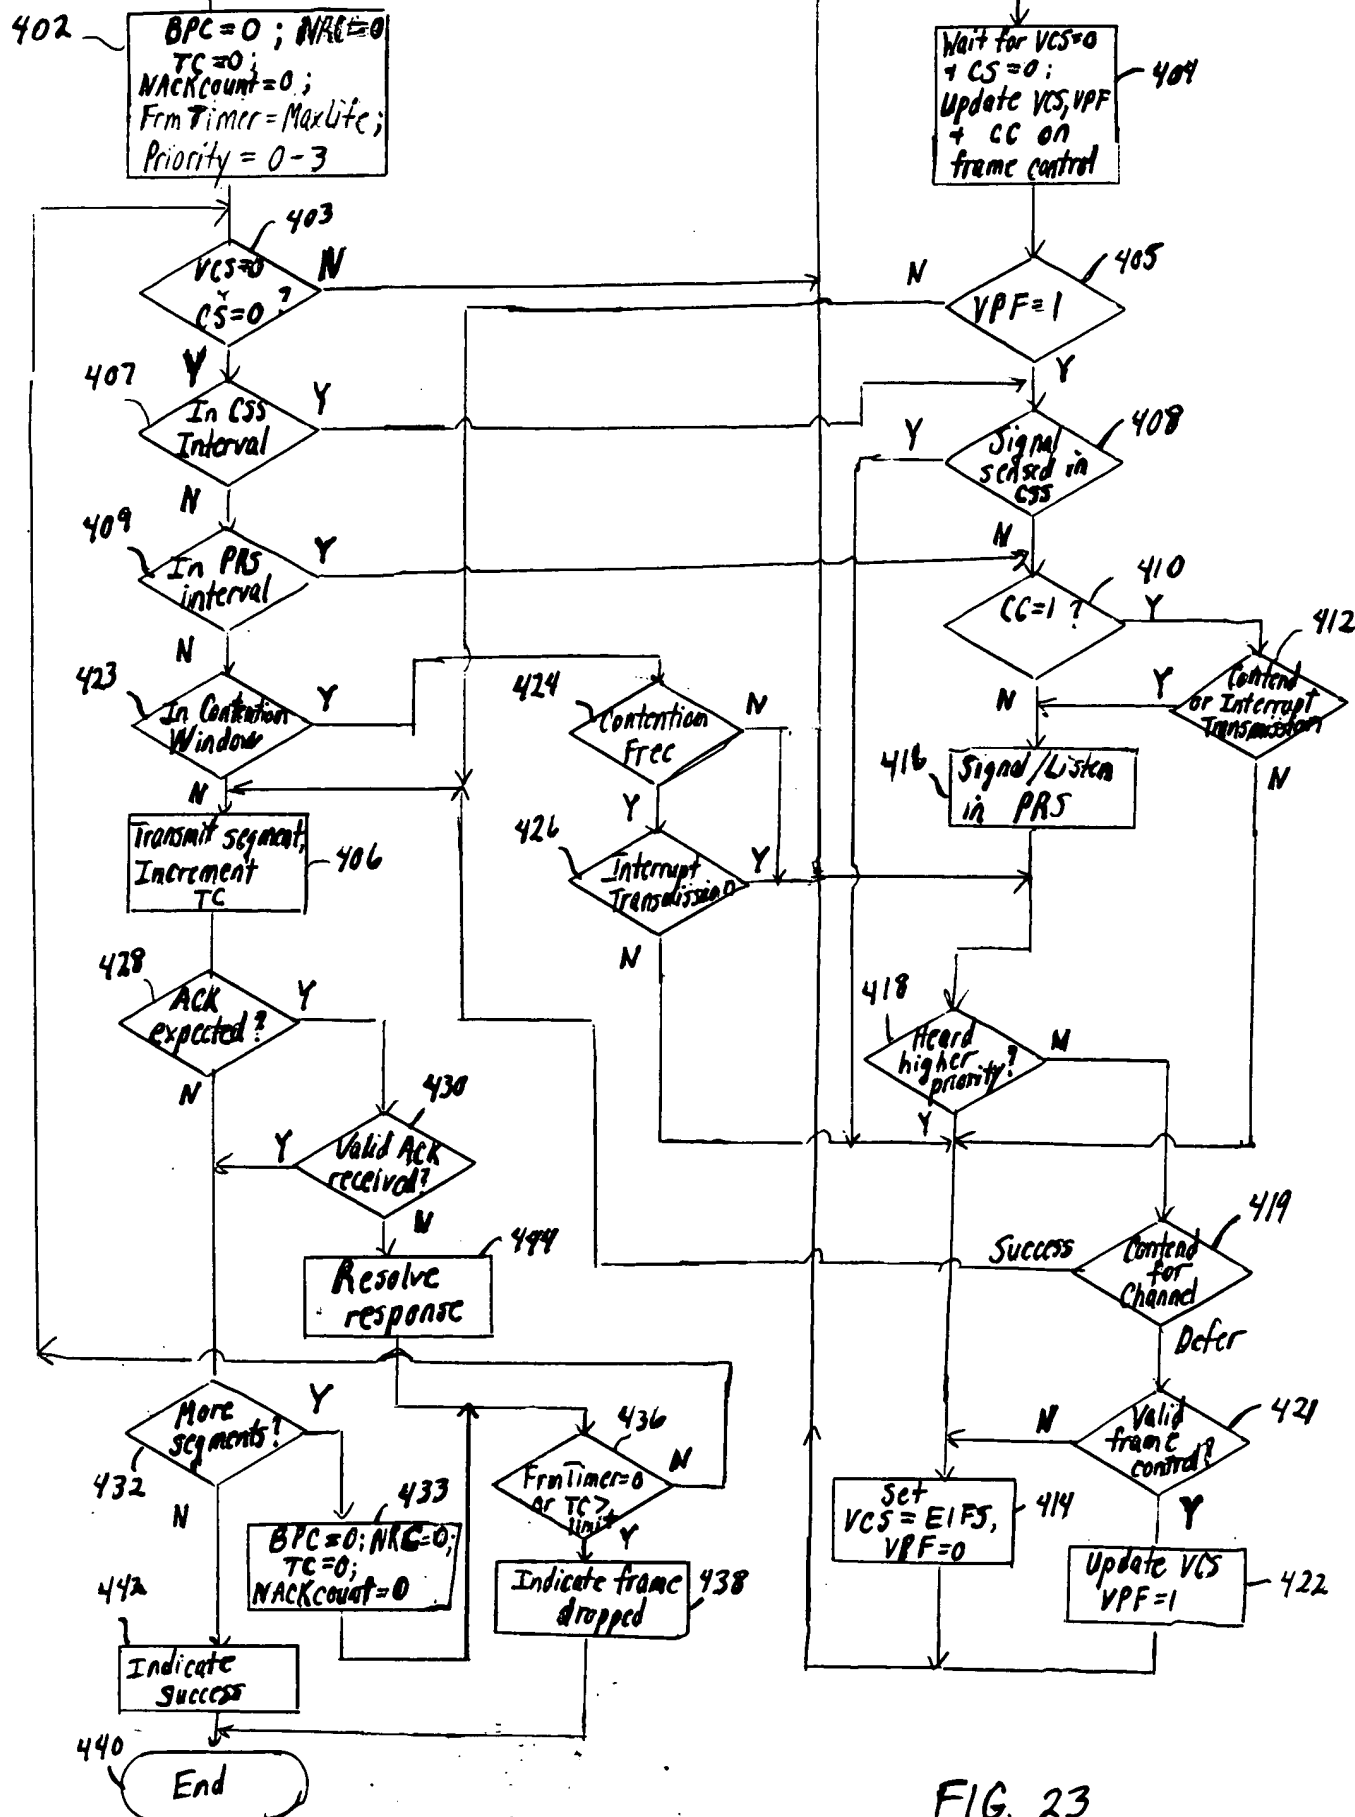 402
BPC=0 ; NRC=0
TC=0;
NACKcount=0;
FrmTimer=MaxLife;
Priority = 0-3
Wait for VCS=0
+ CS=0;
Update VCS, VPF
+ CC on
frame control
404
403
VCS=0
+
CS=0 ?
N
Y
405
VPF=1
N
Y
407
In CSS
Interval
Y
N
408
Signal
sensed in
CSS
Y
N
409
In PRS
interval
Y
N
410
CC=1 ?
Y
N
412
Contend
or Interrupt
Transmission
Y
N
423
In Contention
Window
Y
N
424
Contention
Free
N
Y
416
Signal/Listen
in PRS
426
Interrupt
Transmission
Y
N
Transmit segment,
Increment
TC
406
428
ACK
expected?
Y
N
418
Heard
higher
priority?
N
Y
430
Valid ACK
received?
Y
N
444
Resolve
response
419
Contend
for
Channel
Success
Defer
More
segments?
432
Y
N
436
FrmTimer=0
or TC>
limit
N
Y
421
Valid
frame
control?
N
Y
433
BPC=0; NRC=0;
TC=0;
NACKcount=0
Set
VCS=EIFS,
VPF=0
414
Indicate frame
dropped
438
Update VCS
VPF=1
422
442
Indicate
success
440
End
FIG. 23